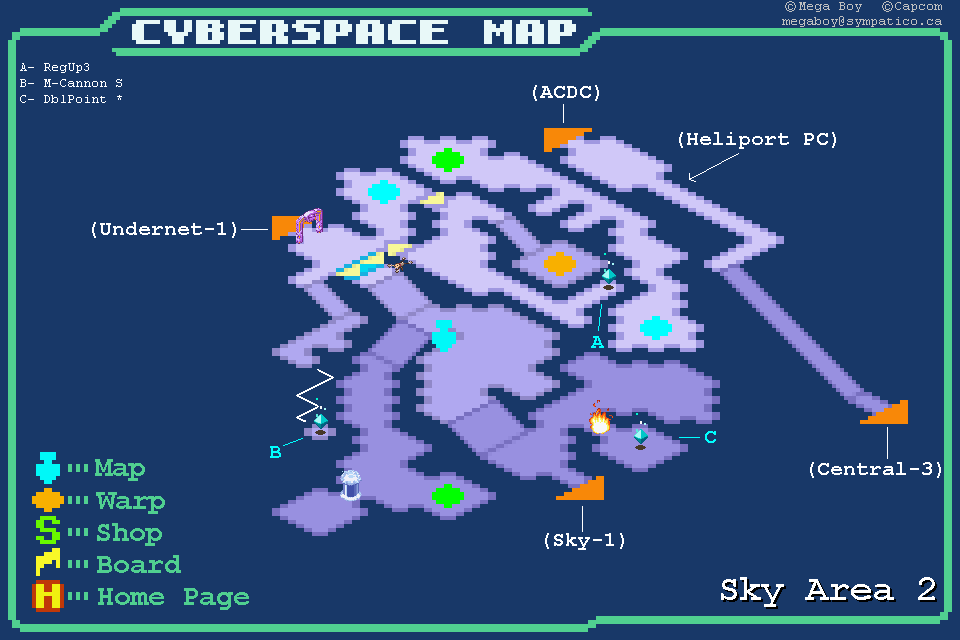 ©Mega Boy ©Capcom
megaboy@sympatico.ca
CYBERSPACE MAP
A- RegUp3
B- M-Cannon S
C- DblPoint *
(ACDC)
(Heliport PC)
(Undernet-1)
A
C
B
(Central-3)
(Sky-1)
Map
Warp
S Shop
Board
H Home Page
Sky Area 2